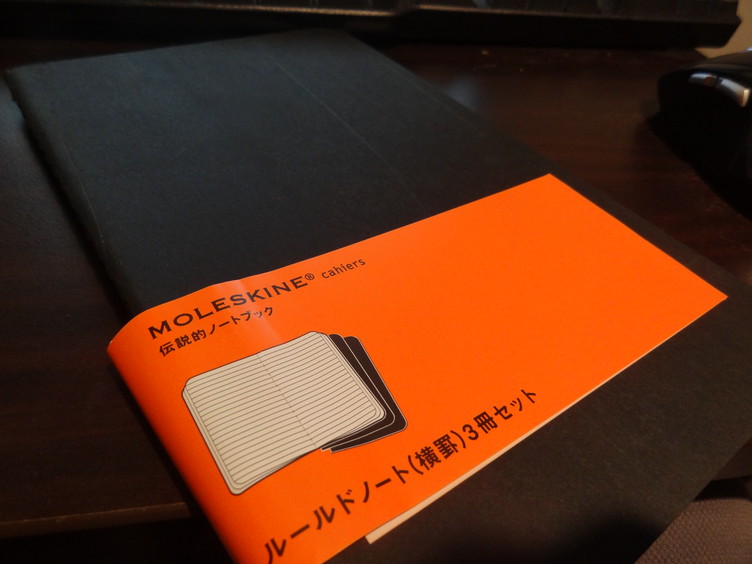 MOLESKINE® cahiers
伝説的ノートブック
ルールドノート(横罫)3冊セット